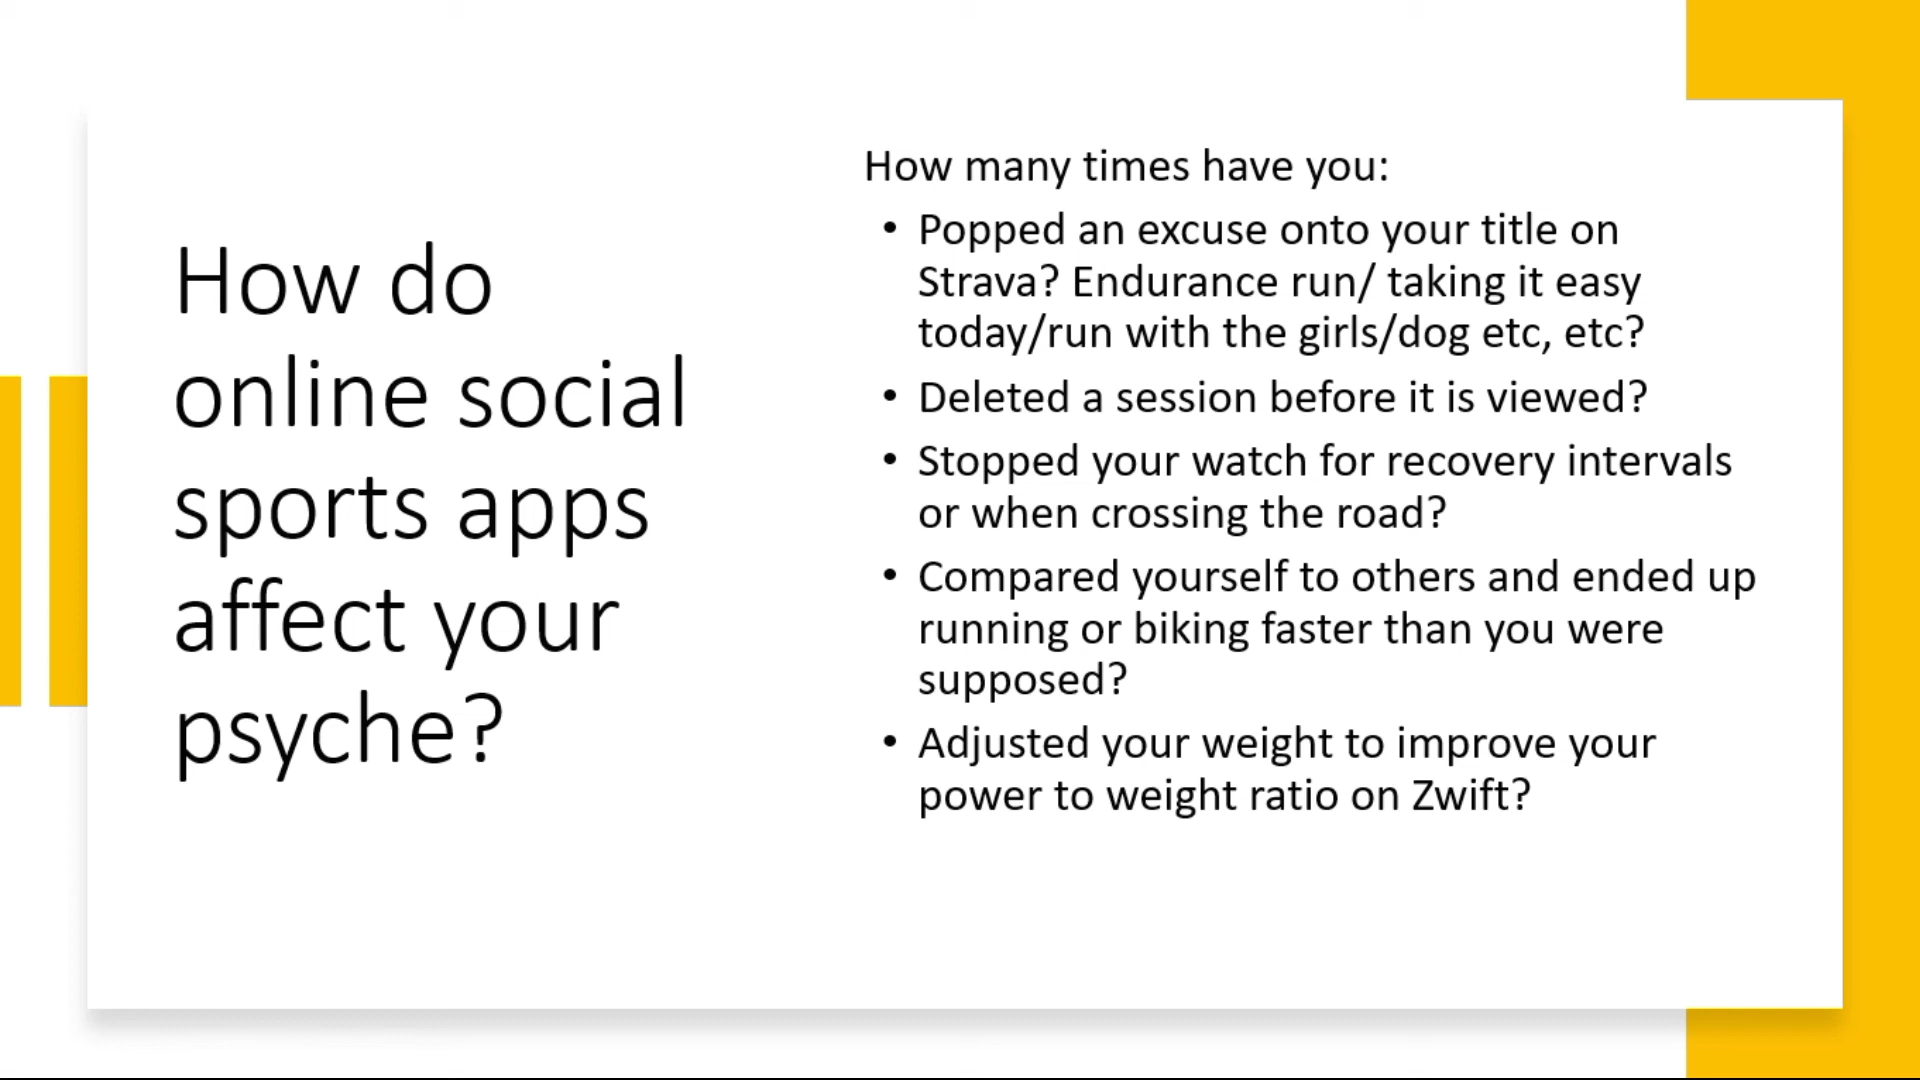 How do
online social
sports apps
affect your
psyche?
How many times have you:
• Popped an excuse onto your title on
Strava? Endurance run/ taking it easy
today/run with the girls/dog etc, etc?
• Deleted a session before it is viewed?
• Stopped your watch for recovery intervals
or when crossing the road?
• Compared yourself to others and ended up
running or biking faster than you were
supposed?
• Adjusted your weight to improve your
power to weight ratio on Zwift?